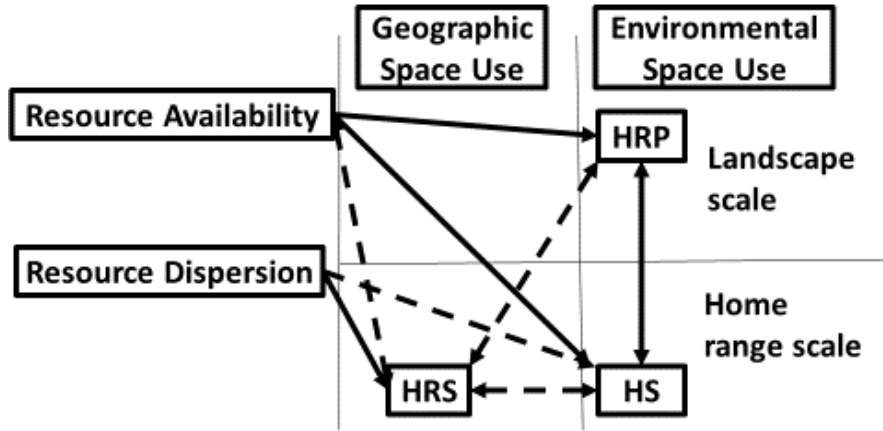 Geographic
Space Use
Environmental
Space Use
Resource Availability
HRP
Landscape
scale
Resource Dispersion
Home
range scale
HRS
HS